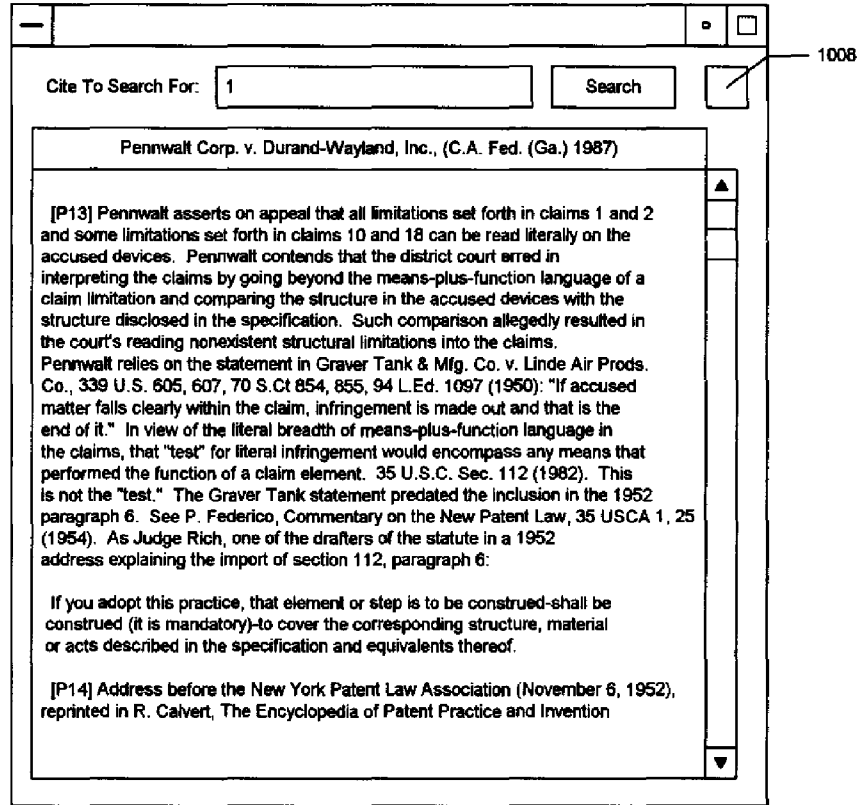 1008
Cite To Search For: 1 Search
Pennwalt Corp. v. Durand-Wayland, Inc., (C.A. Fed. (Ga.) 1987)
[P13] Pennwalt asserts on appeal that all limitations set forth in claims 1 and 2
and some limitations set forth in claims 10 and 18 can be read literally on the
accused devices. Pennwalt contends that the district court erred in
interpreting the claims by going beyond the means-plus-function language of a
claim limitation and comparing the structure in the accused devices with the
structure disclosed in the specification. Such comparison allegedly resulted in
the court's reading nonexistent structural limitations into the claims.
Pennwalt relies on the statement in Graver Tank & Mfg. Co. v. Linde Air Prods.
Co., 339 U.S. 605, 607, 70 S.Ct 854, 855, 94 L.Ed. 1097 (1950): "If accused
matter falls clearly within the claim, infringement is made out and that is the
end of it." In view of the literal breadth of means-plus-function language in
the claims, that "test" for literal infringement would encompass any means that
performed the function of a claim element. 35 U.S.C. Sec. 112 (1982). This
is not the "test." The Graver Tank statement predated the inclusion in the 1952
paragraph 6. See P. Federico, Commentary on the New Patent Law, 35 USCA 1, 25
(1954). As Judge Rich, one of the drafters of the statute in a 1952
address explaining the import of section 112, paragraph 6:
If you adopt this practice, that element or step is to be construed-shall be
construed (it is mandatory)-to cover the corresponding structure, material
or acts described in the specification and equivalents thereof.
[P14] Address before the New York Patent Law Association (November 6, 1952),
reprinted in R. Calvert, The Encyclopedia of Patent Practice and Invention